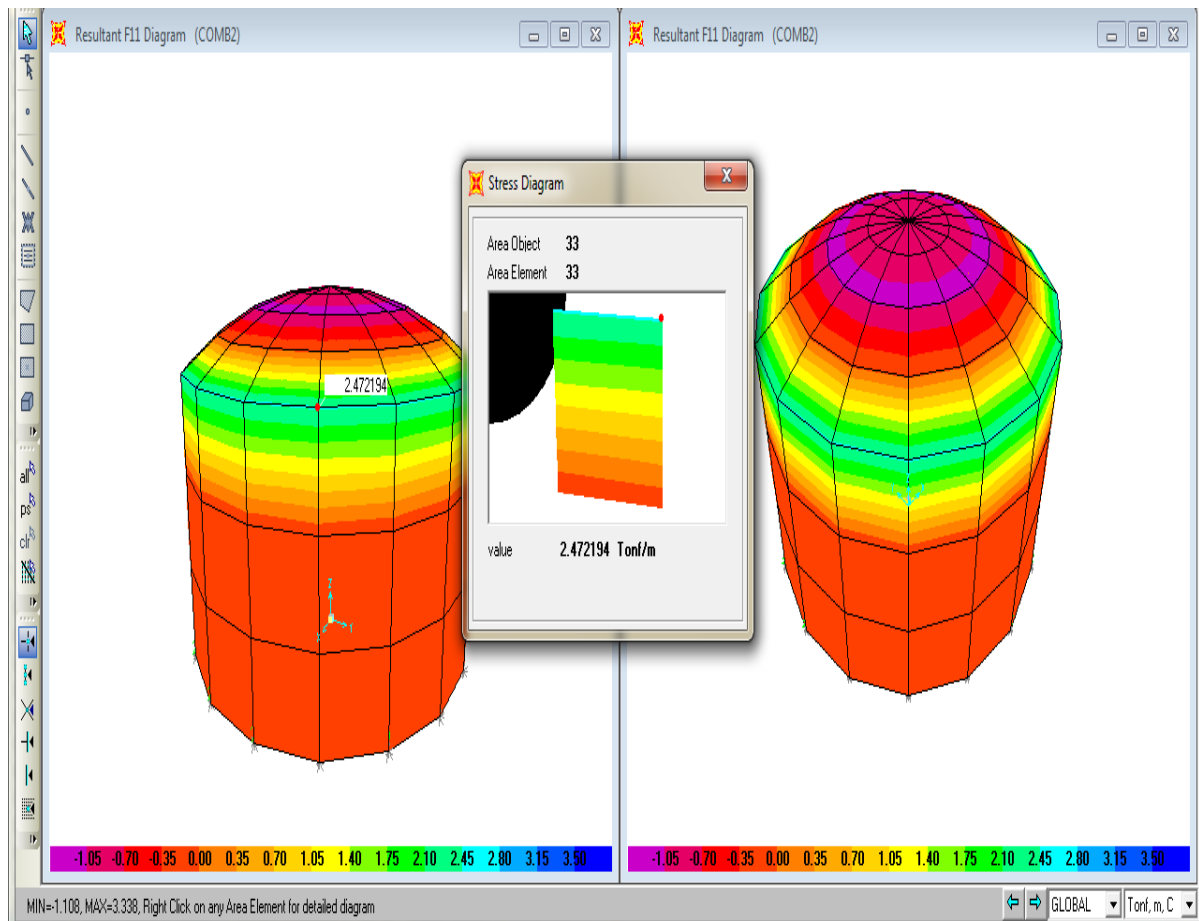 Resultant F11 Diagram (COMB2)
Resultant F11 Diagram (COMB2)
all
ps
clr
2.472194
Z
Y
Stress Diagram
Area Object 33
Area Element 33
value 2.472194 Tonf/m
-1.05 -0.70 -0.35 0.00 0.35 0.70 1.05 1.40 1.75 2.10 2.45 2.80 3.15 3.50
-1.05 -0.70 -0.35 0.00 0.35 0.70 1.05 1.40 1.75 2.10 2.45 2.80 3.15 3.50
MIN=-1.108, MAX=3.338, Right Click on any Area Element for detailed diagram
GLOBAL
Tonf, m, C